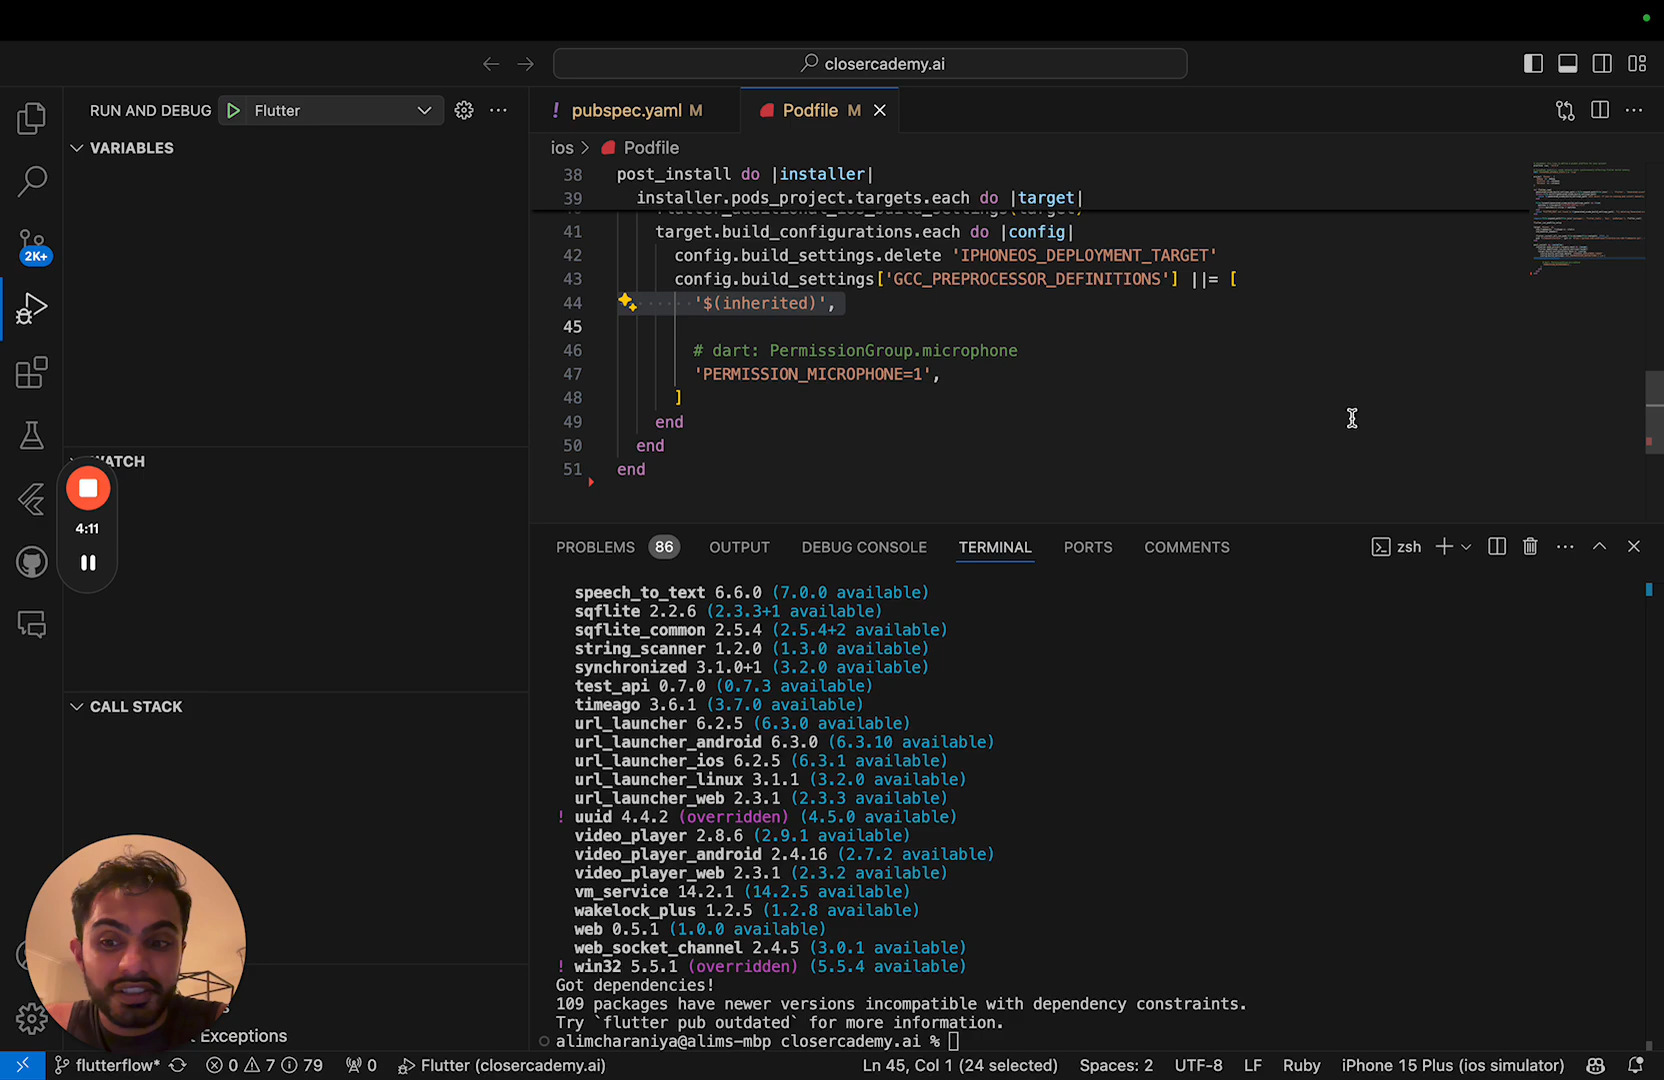 closercademy.ai
RUN AND DEBUG
Flutter
VARIABLES
WATCH
CALL STACK
2K+
4:11
Exceptions
! pubspec.yaml M
Podfile M
ios > Podfile
38 post_install do |installer|
39 installer.pods_project.targets.each do |target|
41 target.build_configurations.each do |config|
42 config.build_settings.delete 'IPHONEOS_DEPLOYMENT_TARGET'
43 config.build_settings['GCC_PREPROCESSOR_DEFINITIONS'] ||= [
44 '$(inherited)',
45
46 # dart: PermissionGroup.microphone
47 'PERMISSION_MICROPHONE=1',
48 ]
49 end
50 end
51 end
PROBLEMS 86 OUTPUT DEBUG CONSOLE TERMINAL PORTS COMMENTS
zsh
speech_to_text 6.6.0 (7.0.0 available)
sqflite 2.2.6 (2.3.3+1 available)
sqflite_common 2.5.4 (2.5.4+2 available)
string_scanner 1.2.0 (1.3.0 available)
synchronized 3.1.0+1 (3.2.0 available)
test_api 0.7.0 (0.7.3 available)
timeago 3.6.1 (3.7.0 available)
url_launcher 6.2.5 (6.3.0 available)
url_launcher_android 6.3.0 (6.3.10 available)
url_launcher_ios 6.2.5 (6.3.1 available)
url_launcher_linux 3.1.1 (3.2.0 available)
url_launcher_web 2.3.1 (2.3.3 available)
! uuid 4.4.2 (overridden) (4.5.0 available)
video_player 2.8.6 (2.9.1 available)
video_player_android 2.4.16 (2.7.2 available)
video_player_web 2.3.1 (2.3.2 available)
vm_service 14.2.1 (14.2.5 available)
wakelock_plus 1.2.5 (1.2.8 available)
web 0.5.1 (1.0.0 available)
web_socket_channel 2.4.5 (3.0.1 available)
! win32 5.5.1 (overridden) (5.5.4 available)
Got dependencies!
109 packages have newer versions incompatible with dependency constraints.
Try `flutter pub outdated` for more information.
alimcharaniya@alims-mbp closercademy.ai %
flutterflow* 0 7 79 0 Flutter (closercademy.ai) Ln 45, Col 1 (24 selected) Spaces: 2 UTF-8 LF Ruby iPhone 15 Plus (ios simulator)